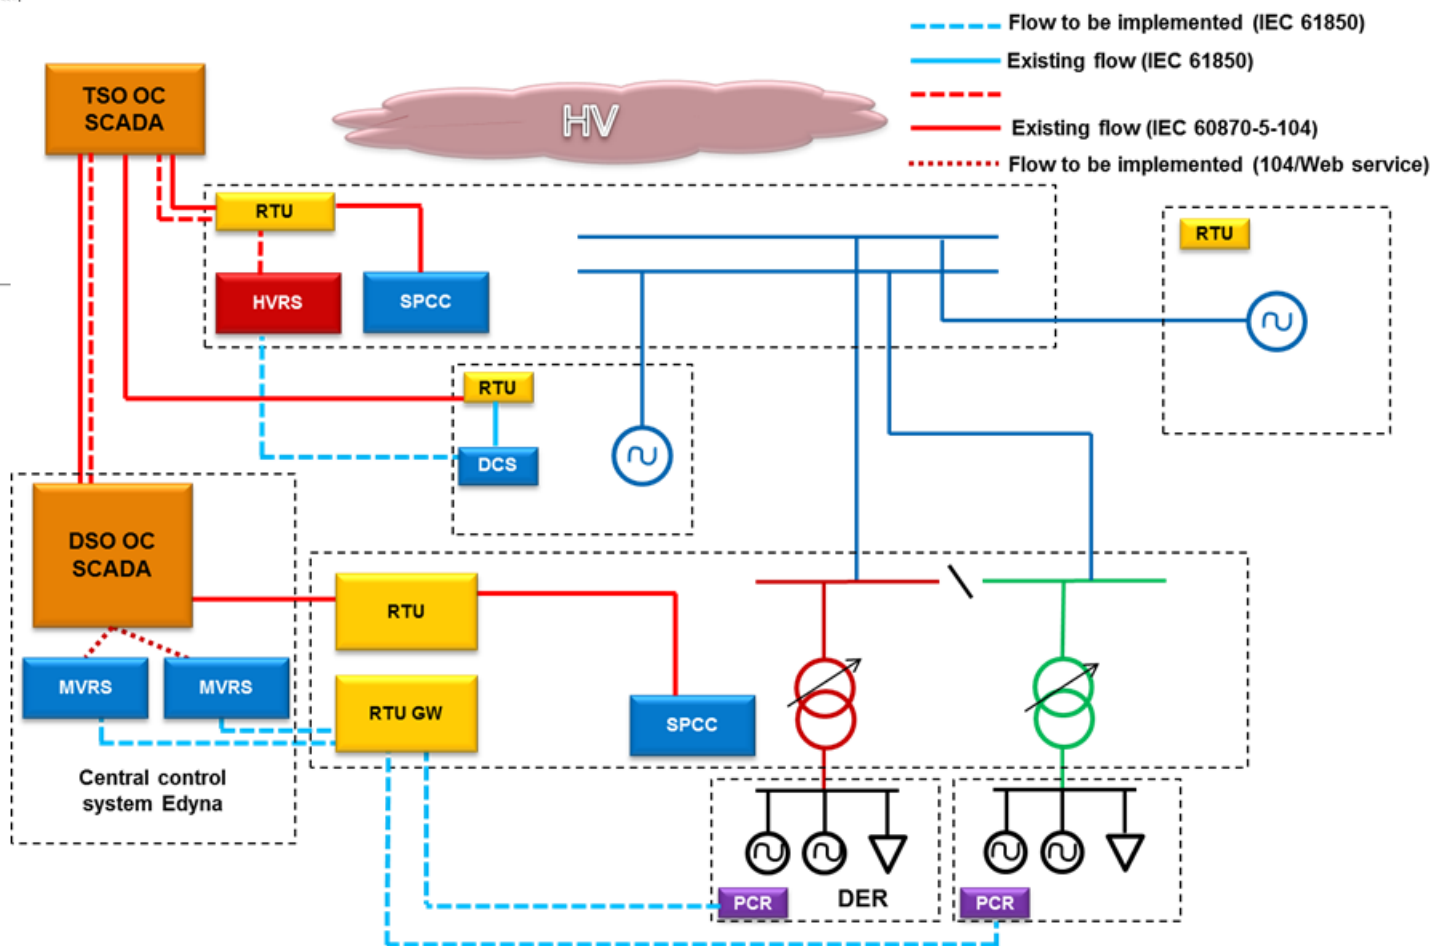 Flow to be implemented (IEC 61850)
Existing flow (IEC 61850)
Existing flow (IEC 60870-5-104)
Flow to be implemented (104/Web service)
TSO OC
SCADA
HV
RTU
RTU
HVRS
SPCC
RTU
DCS
DSO OC
SCADA
RTU
MVRS
MVRS
RTU GW
SPCC
Central control
system Edyna
PCR
DER
PCR